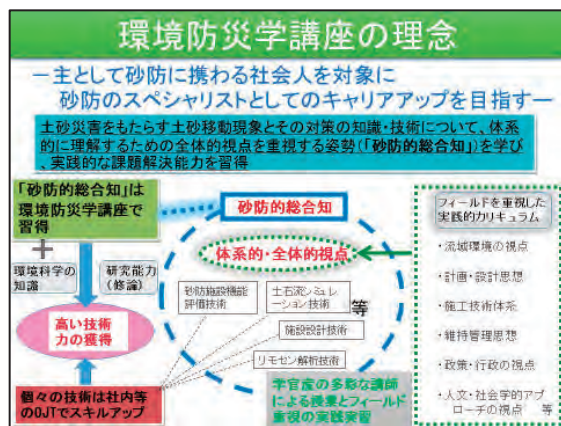 環境防災学講座の理念
－主として砂防に携わる社会人を対象に
砂防のスペシャリストとしてのキャリアアップを目指す－
土砂災害をもたらす土砂移動現象とその対策の知識・技術について、体系
的に理解するための全体的視点を重視する姿勢(「砂防的総合知」)を学び
、実践的な課題解決能力を習得
「砂防的総合知」は
環境防災学講座で
習得
＋
環境科学の
知識
研究能力
(修論)
高い技術
力の獲得
個々の技術は社内等
のOJTでスキルアップ
砂防的総合知
体系的・全体的視点
砂防施設機能
評価技術
土石流シミュレ
ーション技術
等
施設設計技術
リモセン解析技術
学官産の多彩な講師
による授業とフィールド
重視の実践実習
フィールドを重視した
実践的カリキュラム
・流域環境の視点
・計画・設計思想
・施工技術体系
・維持管理思想
・政策・行政の視点
・人文・社会学的アプ
ローチの視点 等